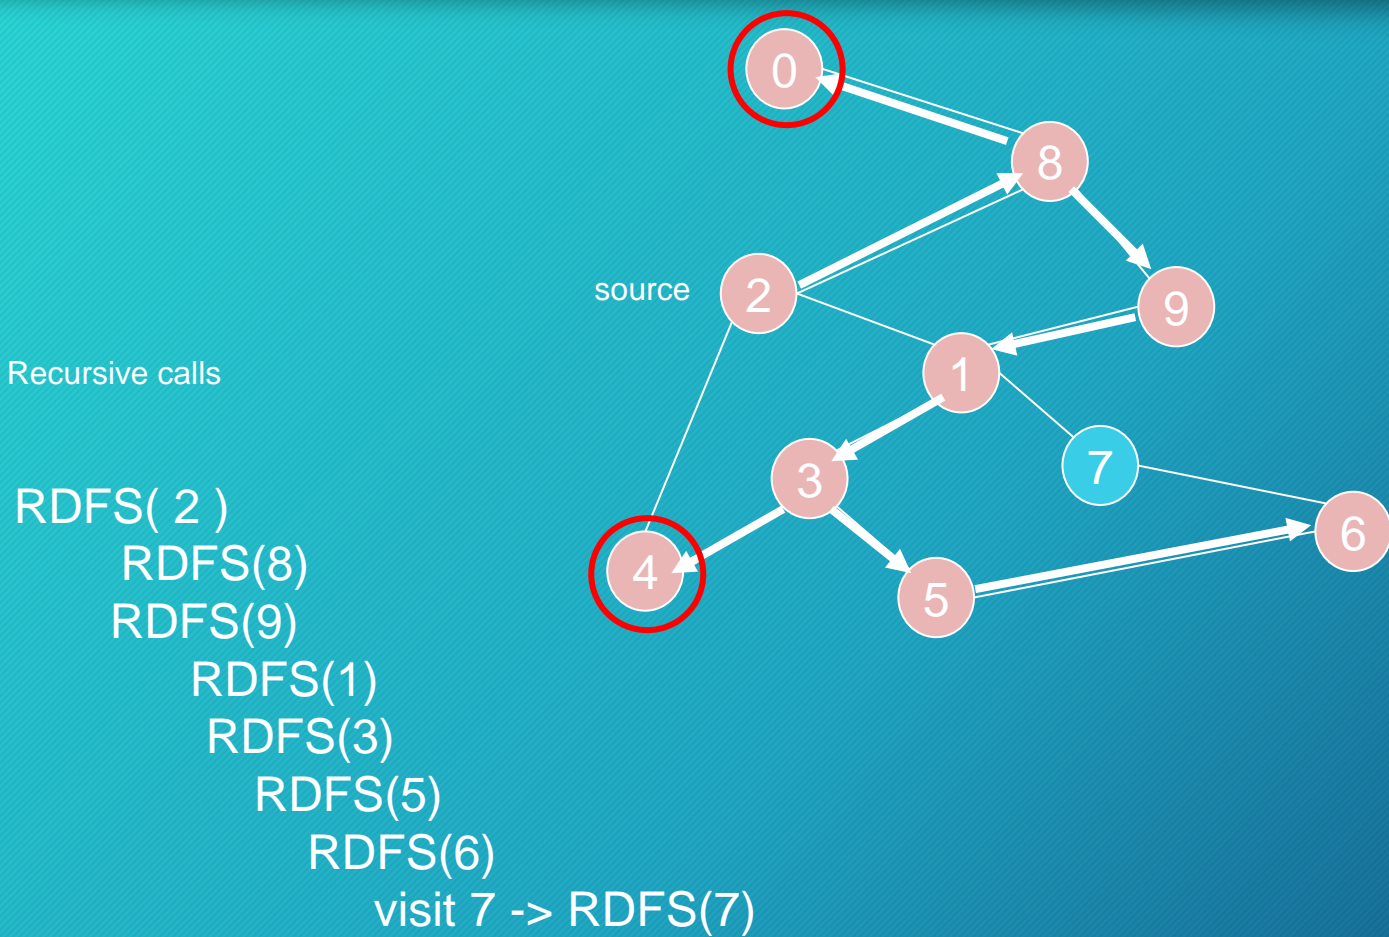 0
8
source 2
9
Recursive calls
1
3
7
RDFS( 2 )
6
RDFS(8)
4
5
RDFS(9)
RDFS(1)
RDFS(3)
RDFS(5)
RDFS(6)
visit 7 -> RDFS(7)